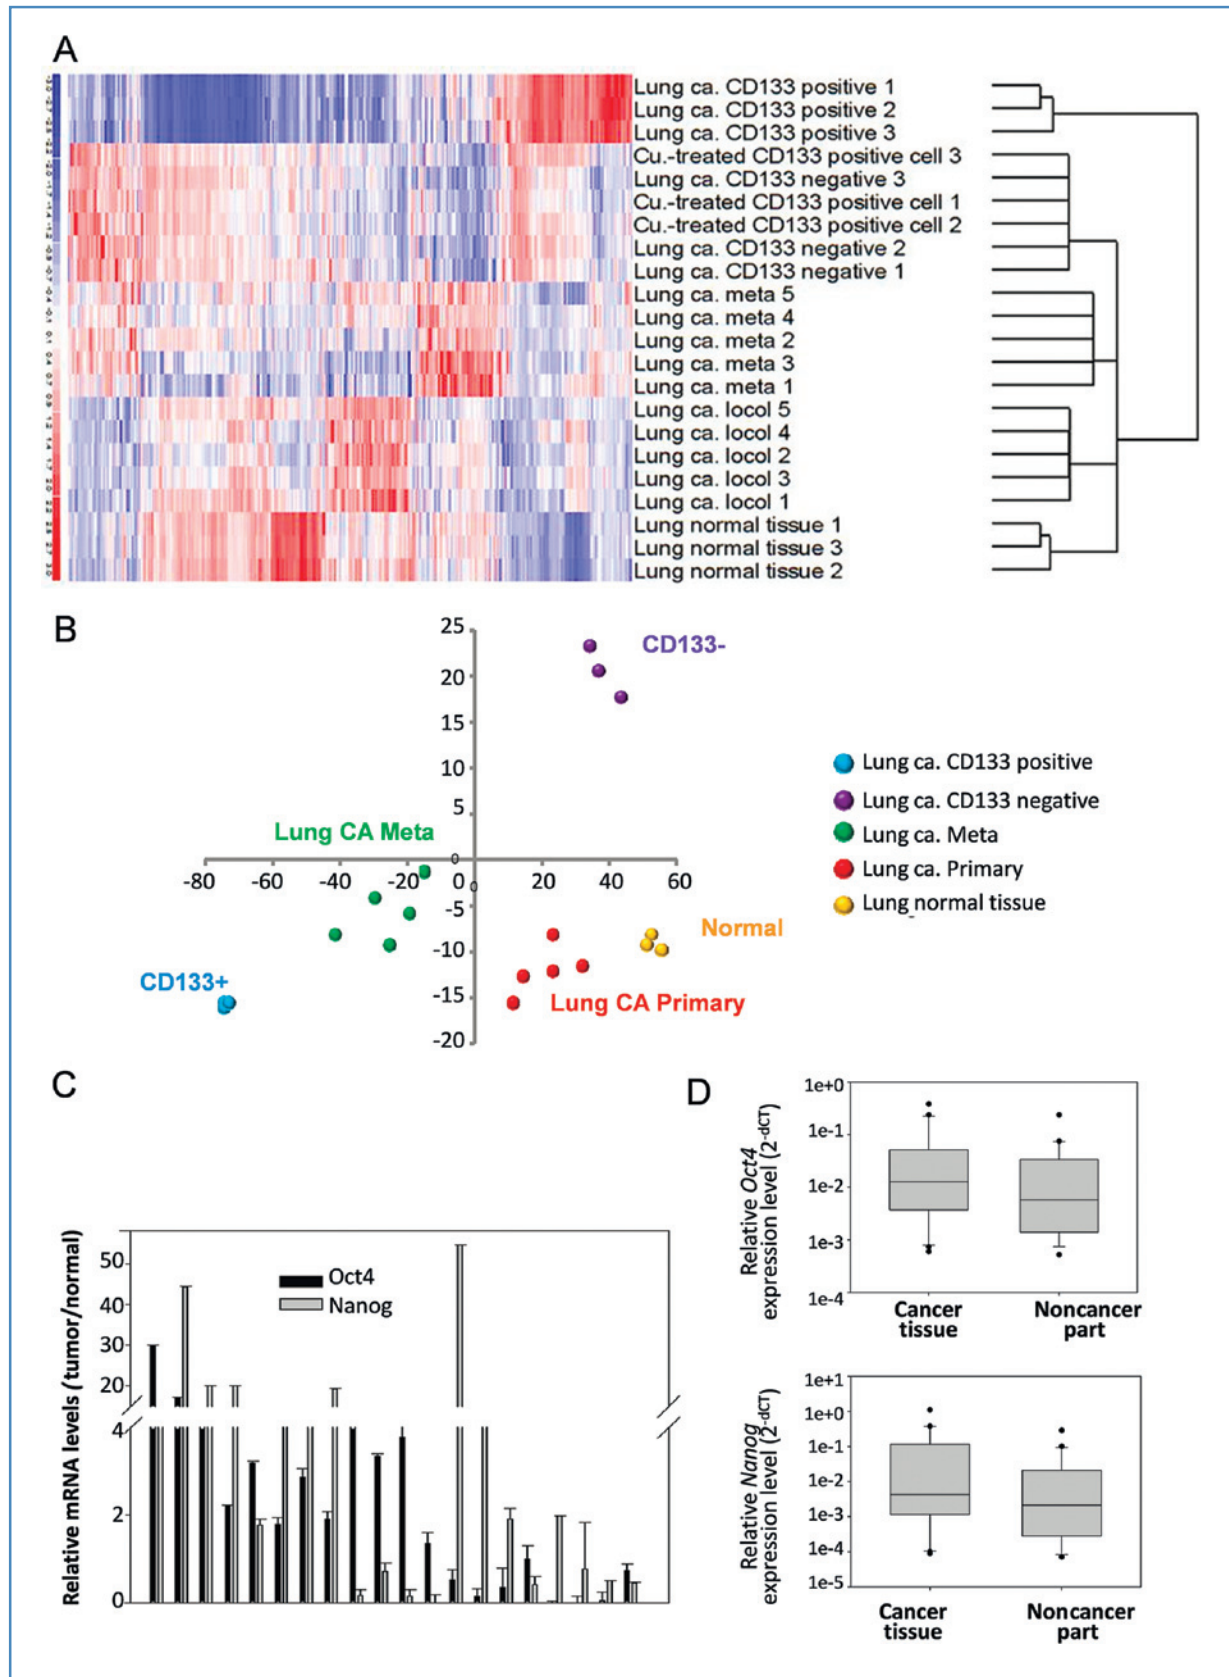 A
Lung ca. CD133 positive 1
Lung ca. CD133 positive 2
Lung ca. CD133 positive 3
Cu.-treated CD133 positive cell 3
Lung ca. CD133 negative 3
Cu.-treated CD133 positive cell 1
Cu.-treated CD133 positive cell 2
Lung ca. CD133 negative 2
Lung ca. CD133 negative 1
Lung ca. meta 5
Lung ca. meta 4
Lung ca. meta 2
Lung ca. meta 3
Lung ca. meta 1
Lung ca. locol 5
Lung ca. locol 4
Lung ca. locol 2
Lung ca. locol 3
Lung ca. locol 1
Lung normal tissue 1
Lung normal tissue 3
Lung normal tissue 2
B
25
20
15
10
5
0
-5
-10
-15
-20
-80 -60 -40 -20 0 0 20 40 60
CD133-
Lung CA Meta
CD133+
Normal
Lung CA Primary
Lung ca. CD133 positive
Lung ca. CD133 negative
Lung ca. Meta
Lung ca. Primary
Lung normal tissue
C
Relative mRNA levels (tumor/normal)
50
40
30
20
4
2
0
Oct4
Nanog
D
Relative Oct4
expression level (2-dCT)
1e+0
1e-1
1e-2
1e-3
1e-4
Cancer
tissue
Noncancer
part
Relative Nanog
expression level (2-dCT)
1e+1
1e+0
1e-1
1e-2
1e-3
1e-4
1e-5
Cancer
tissue
Noncancer
part